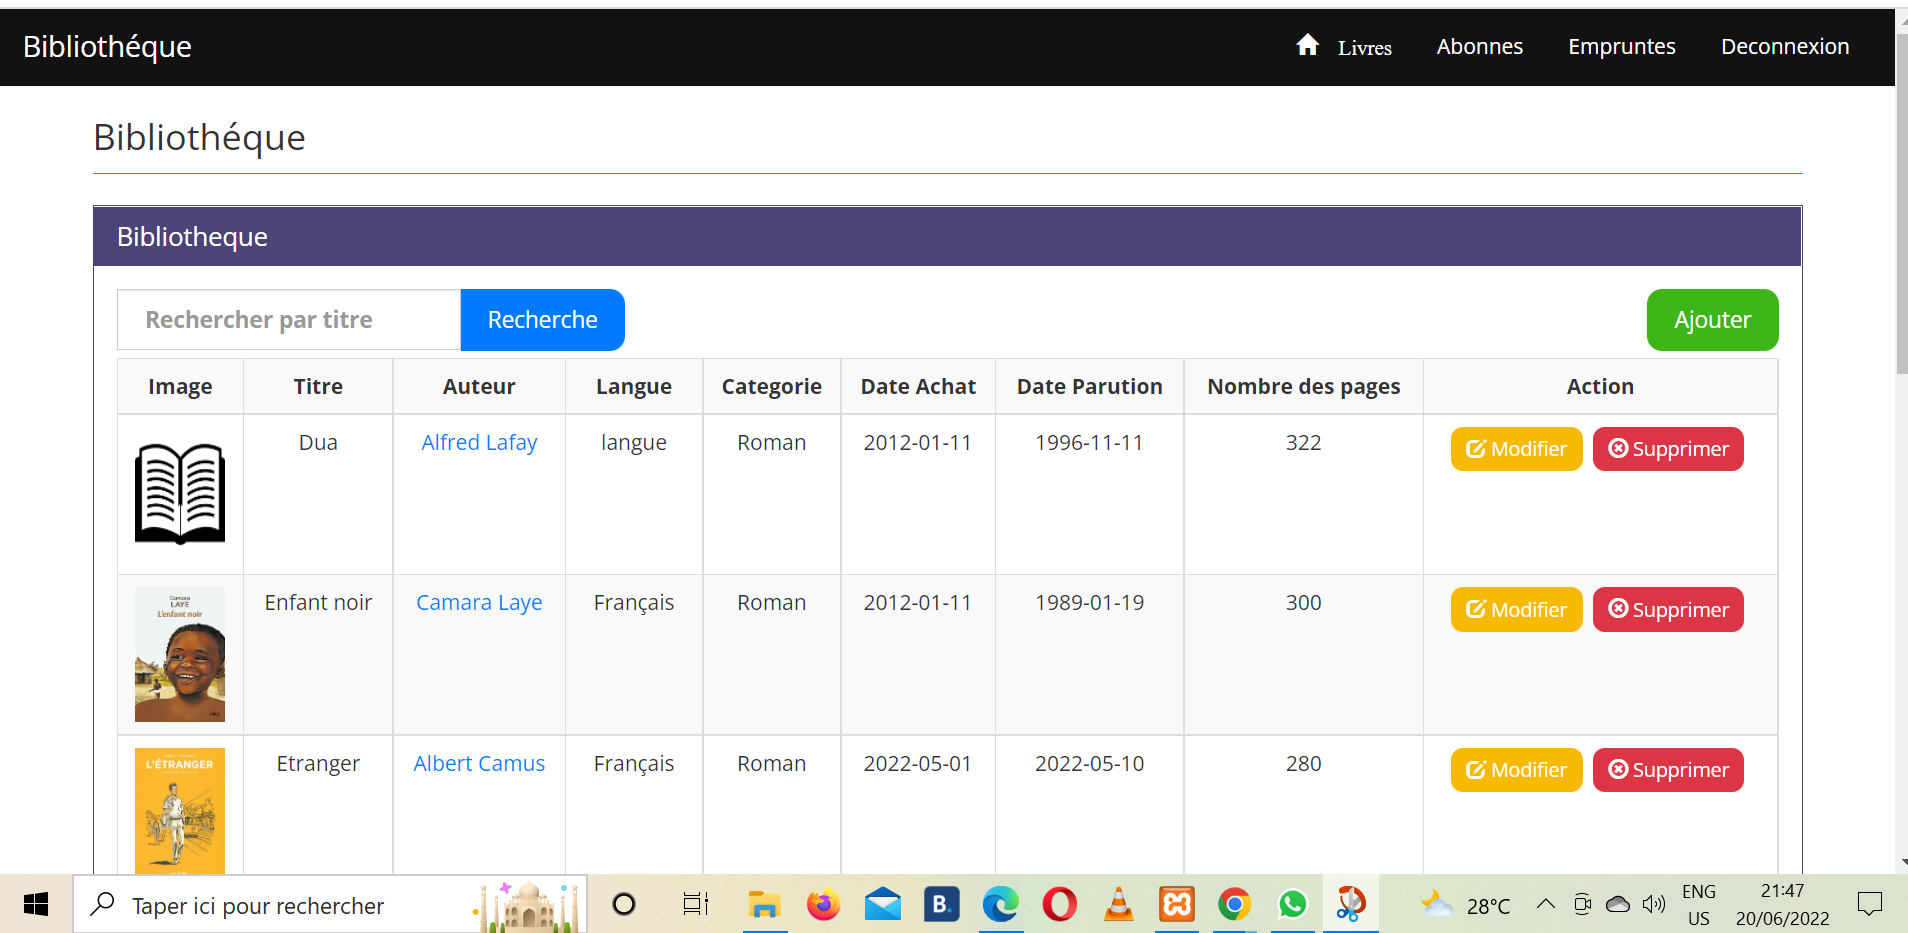 Bibliothéque
Livres Abonnes Empruntes Deconnexion
Bibliothéque
Bibliotheque
Rechercher par titre Recherche Ajouter
Image Titre Auteur Langue Categorie Date Achat Date Parution Nombre des pages Action
Dua Alfred Lafay langue Roman 2012-01-11 1996-11-11 322 Modifier Supprimer
Camara
LAYE
L'enfant noir
Enfant noir Camara Laye Français Roman 2012-01-11 1989-01-19 300 Modifier Supprimer
L'ÉTRANGER
Etranger Albert Camus Français Roman 2022-05-01 2022-05-10 280 Modifier Supprimer
Taper ici pour rechercher
B.
28°C
ENG
US
21:47
20/06/2022